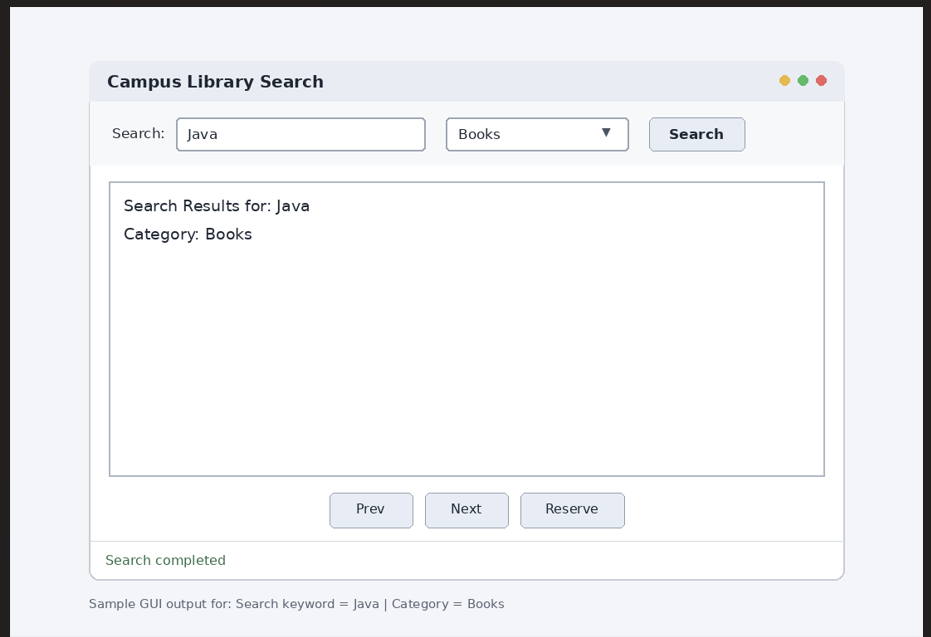 Campus Library Search
Search: Java Books Search
Search Results for: Java
Category: Books
Prev Next Reserve
Search completed
Sample GUI output for: Search keyword = Java | Category = Books